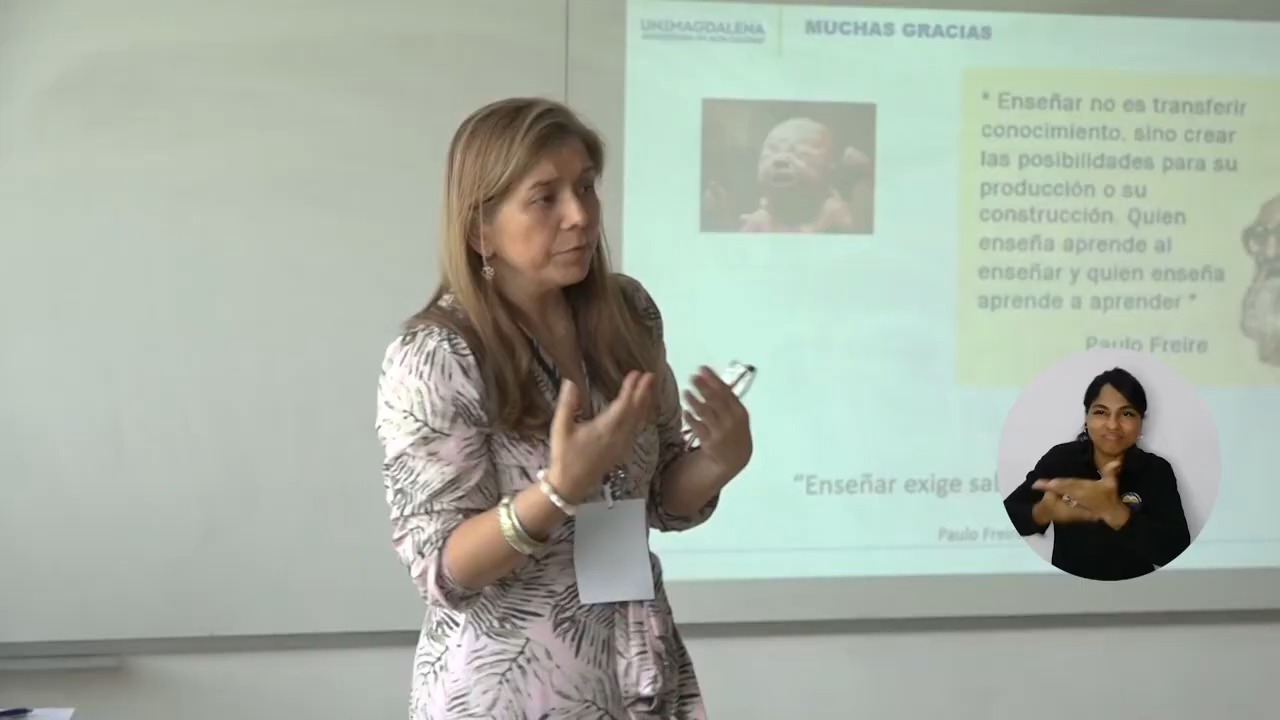 UNIMAGDALENA
MUCHAS GRACIAS
" Enseñar no es transferir
conocimiento, sino crear
las posibilidades para su
producción o su
construcción. Quien
enseña aprende al
enseñar y quien enseña
aprende a aprender "
Paulo Freire
“Enseñar exige
Paulo